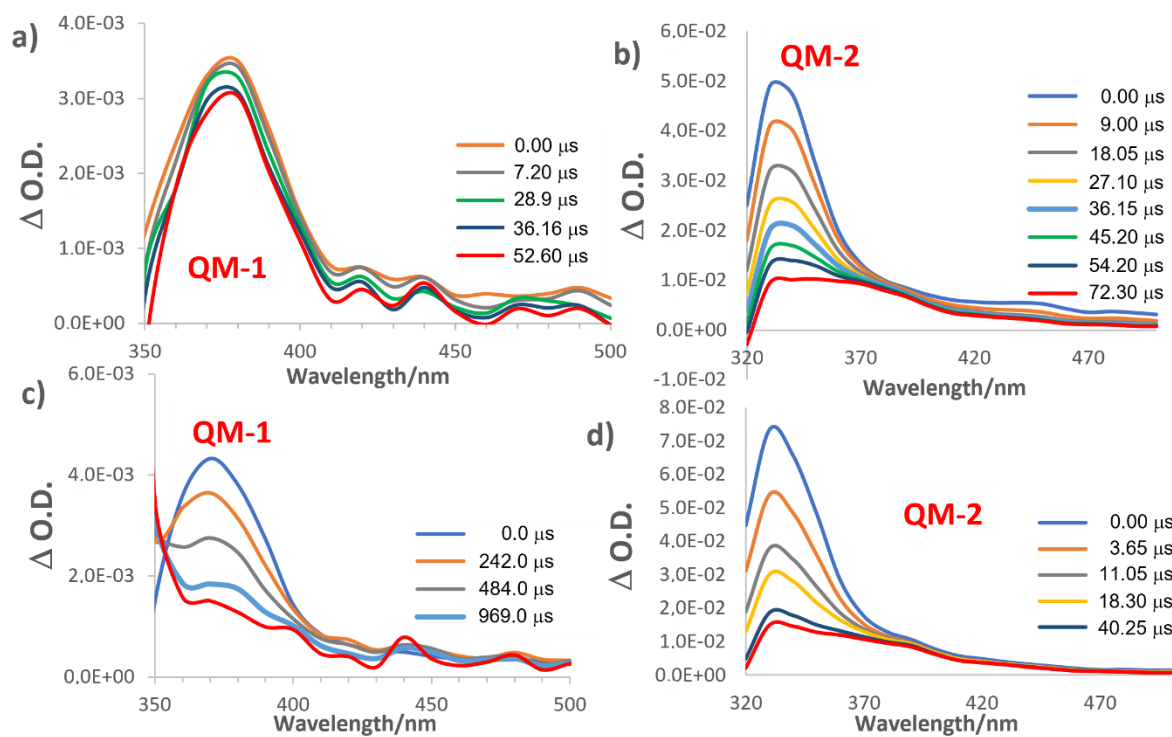 a)
4.0E-03
3.0E-03
2.0E-03
1.0E-03
0.0E+00
Δ O.D.
QM-1
0.00 μs
7.20 μs
28.9 μs
36.16 μs
52.60 μs
350 400 450 500
Wavelength/nm
b)
6.0E-02
5.0E-02
4.0E-02
3.0E-02
2.0E-02
1.0E-02
0.0E+00
-1.0E-02
Δ O.D.
QM-2
0.00 μs
9.00 μs
18.05 μs
27.10 μs
36.15 μs
45.20 μs
54.20 μs
72.30 μs
320 370 420 470
Wavelength/nm
c)
6.0E-03
4.0E-03
2.0E-03
0.0E+00
Δ O.D.
QM-1
0.0 μs
242.0 μs
484.0 μs
969.0 μs
350 400 450 500
Wavelength/nm
d)
8.0E-02
7.0E-02
6.0E-02
5.0E-02
4.0E-02
3.0E-02
2.0E-02
1.0E-02
0.0E+00
Δ O.D.
QM-2
0.00 μs
3.65 μs
11.05 μs
18.30 μs
40.25 μs
320 370 420 470
Wavelength/nm